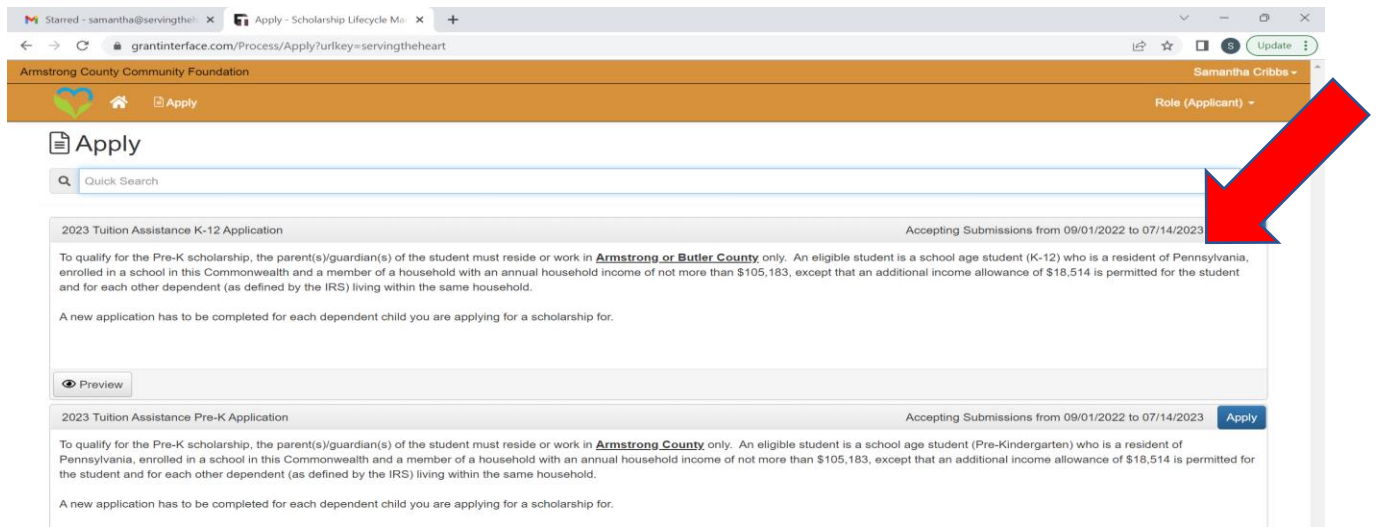 Starred - samantha@servingtheh
Apply - Scholarship Lifecycle Ma
grantinterface.com/Process/Apply?urlkey=servingtheheart
S
Update
Armstrong County Community Foundation
Samantha Cribbs
Apply
Role (Applicant)
Apply
Quick Search
2023 Tuition Assistance K-12 Application
Accepting Submissions from 09/01/2022 to 07/14/2023
To qualify for the Pre-K scholarship, the parent(s)/guardian(s) of the student must reside or work in Armstrong or Butler County only. An eligible student is a school age student (K-12) who is a resident of Pennsylvania,
enrolled in a school in this Commonwealth and a member of a household with an annual household income of not more than $105,183, except that an additional income allowance of $18,514 is permitted for the student
and for each other dependent (as defined by the IRS) living within the same household.
A new application has to be completed for each dependent child you are applying for a scholarship for.
Preview
2023 Tuition Assistance Pre-K Application
Accepting Submissions from 09/01/2022 to 07/14/2023
Apply
To qualify for the Pre-K scholarship, the parent(s)/guardian(s) of the student must reside or work in Armstrong County only. An eligible student is a school age student (Pre-Kindergarten) who is a resident of
Pennsylvania, enrolled in a school in this Commonwealth and a member of a household with an annual household income of not more than $105,183, except that an additional income allowance of $18,514 is permitted for
the student and for each other dependent (as defined by the IRS) living within the same household.
A new application has to be completed for each dependent child you are applying for a scholarship for.